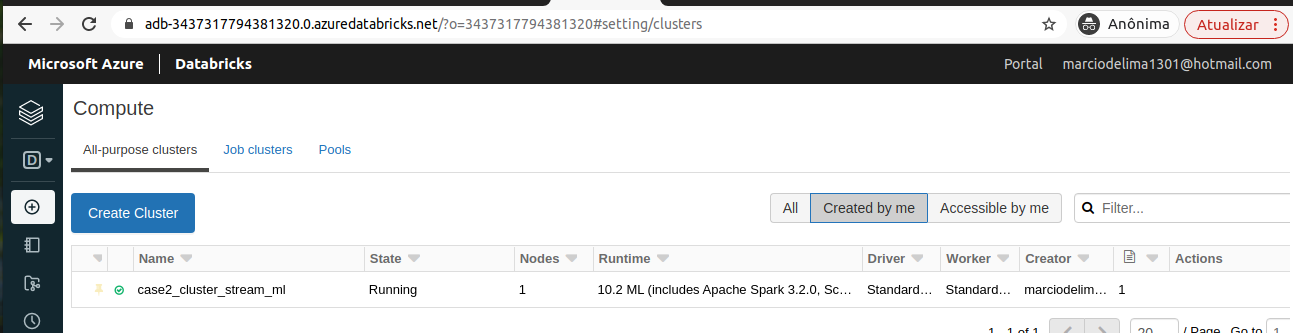 adb-3437317794381320.0.azuredatabricks.net/?o=3437317794381320#setting/clusters Anônima Atualizar
Microsoft Azure Databricks Portal marciodelima1301@hotmail.com
Compute
D
All-purpose clusters Job clusters Pools
Create Cluster All Created by me Accessible by me Filter...
Name State Nodes Runtime Driver Worker Creator Actions
case2_cluster_stream_ml Running 1 10.2 ML (includes Apache Spark 3.2.0, Sc... Standard... Standard... marciodelim... 1
1 - 1 of 1 20 / Page Go to 1